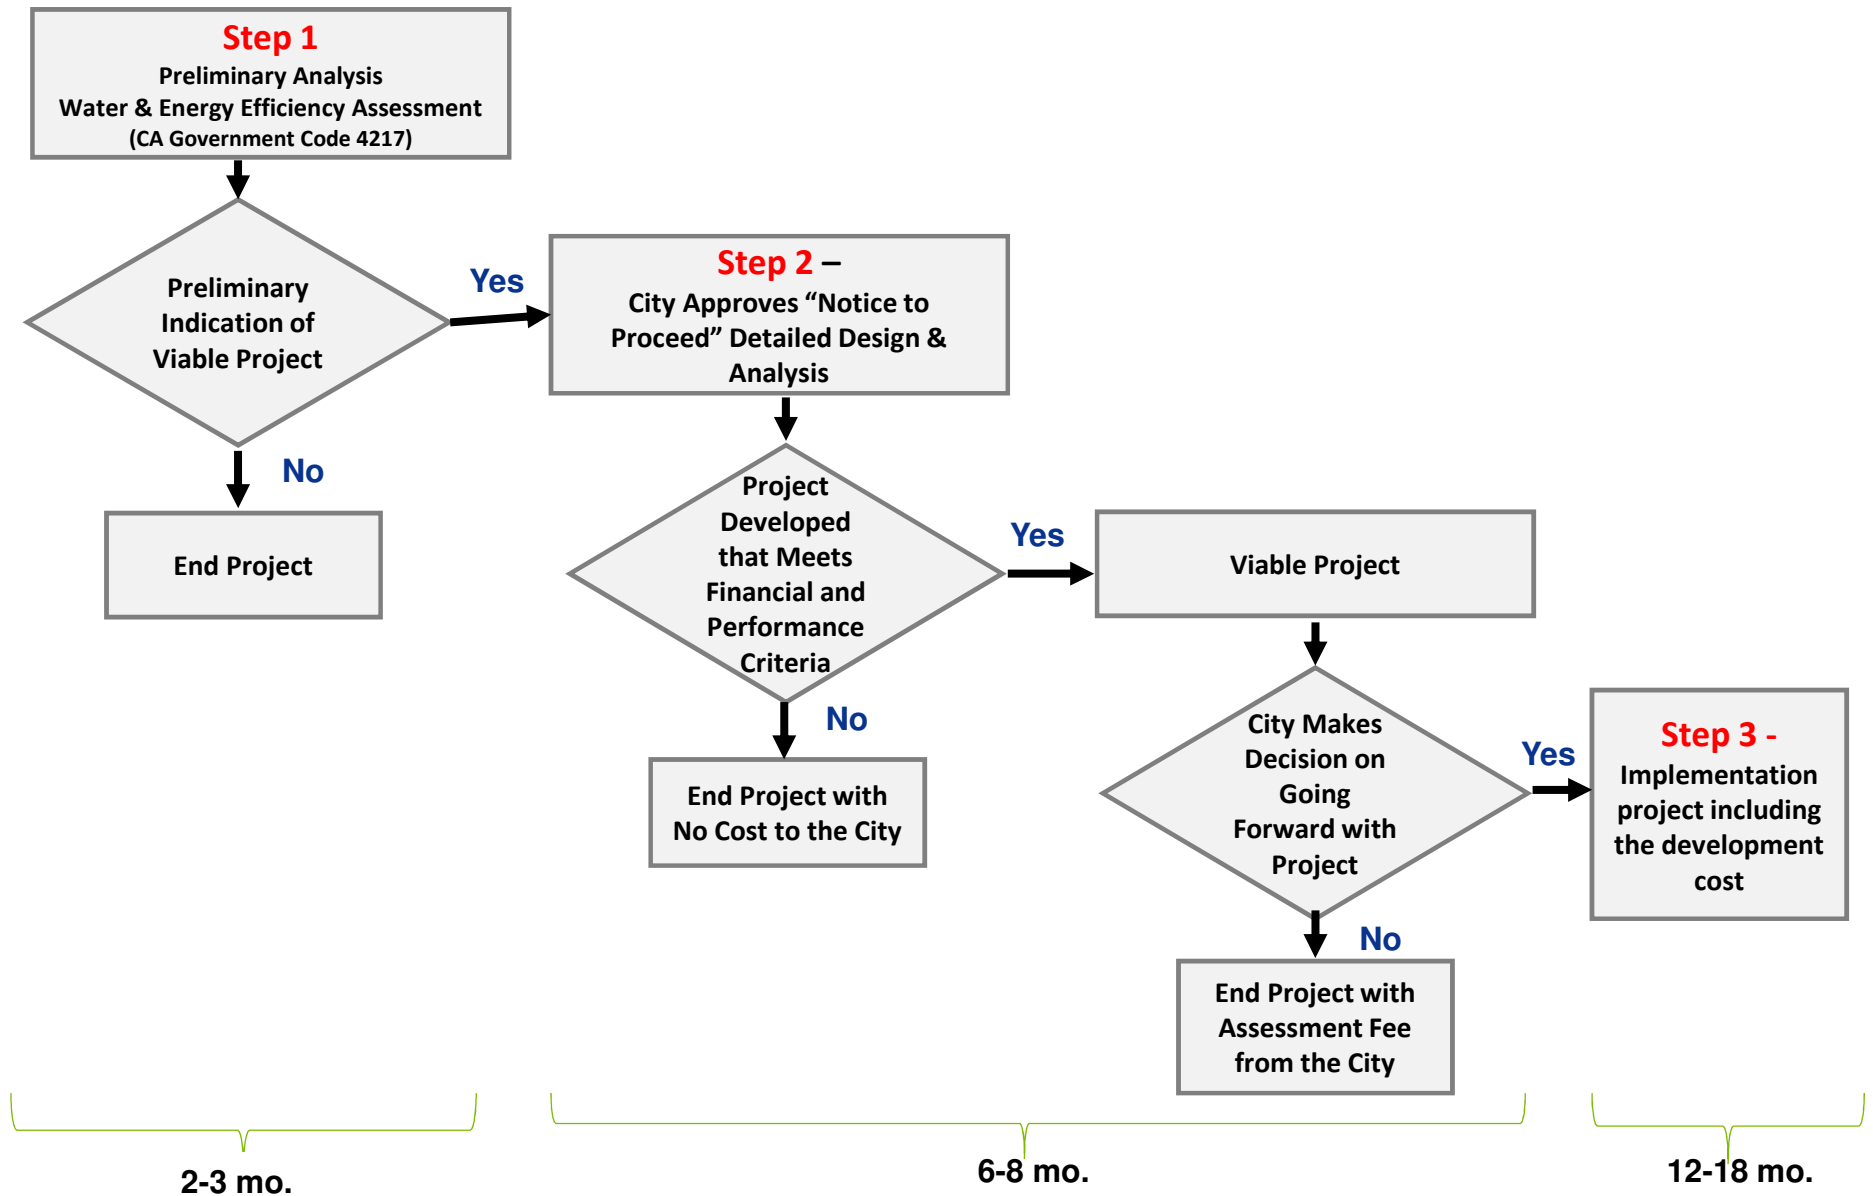 Step 1
Preliminary Analysis
Water & Energy Efficiency Assessment
(CA Government Code 4217)
Preliminary
Indication of
Viable Project
Yes
No
End Project
Step 2 –
City Approves “Notice to
Proceed” Detailed Design &
Analysis
Project
Developed
that Meets
Financial and
Performance
Criteria
Yes
No
End Project with
No Cost to the City
Viable Project
City Makes
Decision on
Going
Forward with
Project
Yes
No
End Project with
Assessment Fee
from the City
Step 3 -
Implementation
project including
the development
cost
2-3 mo.
6-8 mo.
12-18 mo.